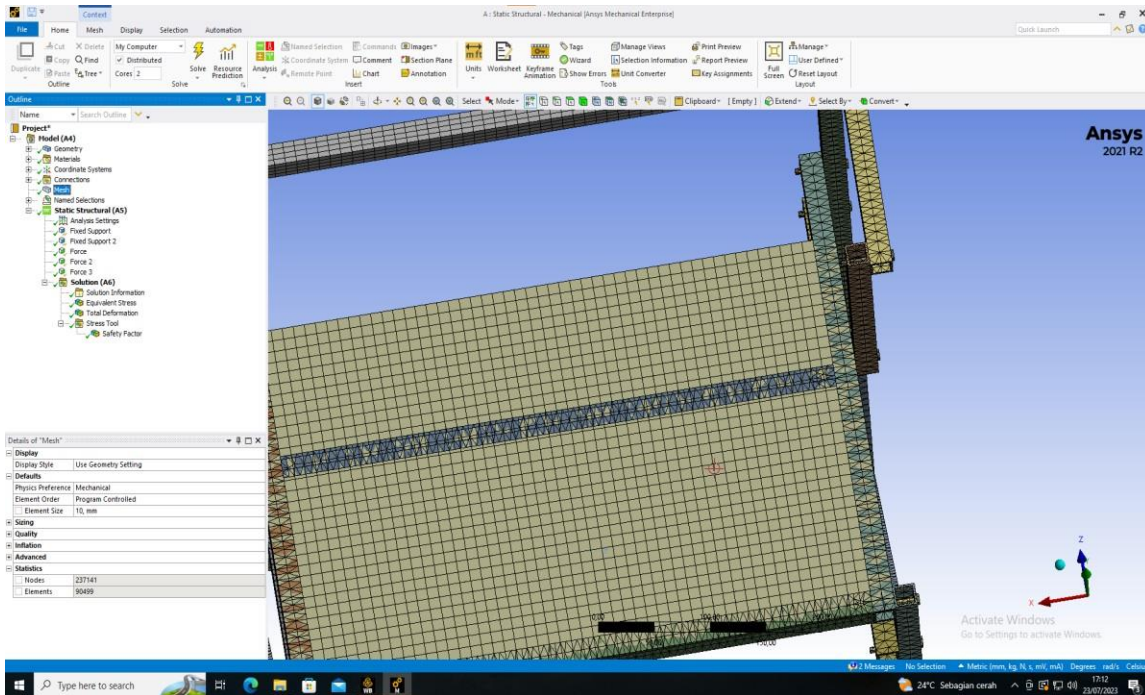 Context
A : Static Structural - Mechanical [Ansys Mechanical Enterprise]
File Home Mesh Display Selection Automation
Quick Launch
Duplicate
Cut
Copy
Paste
Delete
Find
Tree
Outline
My Computer
Distributed
Cores 2
Solve
Resource Prediction
Solve
Analysis
Named Selection
Coordinate System
Remote Point
Commands
Comment
Chart
Images
Section Plane
Annotation
Insert
Units
Worksheet
Keyframe Animation
Tags
Wizard
Show Errors
Manage Views
Selection Information
Unit Converter
Print Preview
Report Preview
Key Assignments
Tools
Full Screen
Manage
User Defined
Reset Layout
Layout
Outline
Name Search Outline
Select Mode Clipboard [ Empty ] Extend Select By Convert
Project*
Model (A4)
Geometry
Materials
Coordinate Systems
Connections
Mesh
Named Selections
Static Structural (A5)
Analysis Settings
Fixed Support
Fixed Support 2
Force
Force 2
Force 3
Solution (A6)
Solution Information
Equivalent Stress
Total Deformation
Stress Tool
Safety Factor
Ansys
2021 R2
Details of "Mesh"
Display
Display Style Use Geometry Setting
Defaults
Physics Preference Mechanical
Element Order Program Controlled
Element Size 10, mm
Sizing
Quality
Inflation
Advanced
Statistics
Nodes 237141
Elements 90499
Z
X
Activate Windows
Go to Settings to activate Windows.
2 Messages No Selection Metric (mm, kg, N, s, mV, mA) Degrees rad/s Celsiu
Type here to search
WB
M
24°C Sebagian cerah
17:12
23/07/2023